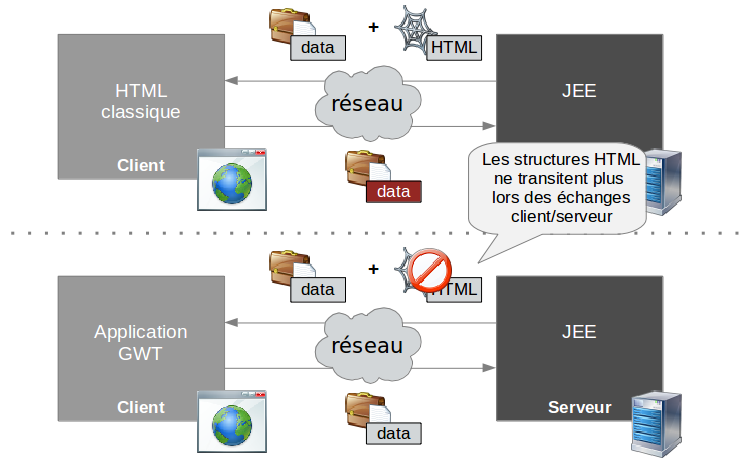 data
+
HTML
HTML
classique
Client
réseau
JEE
data
Les structures HTML
ne transitent plus
lors des échanges
client/serveur
data
+
HTML
Application
GWT
Client
réseau
JEE
Serveur
data